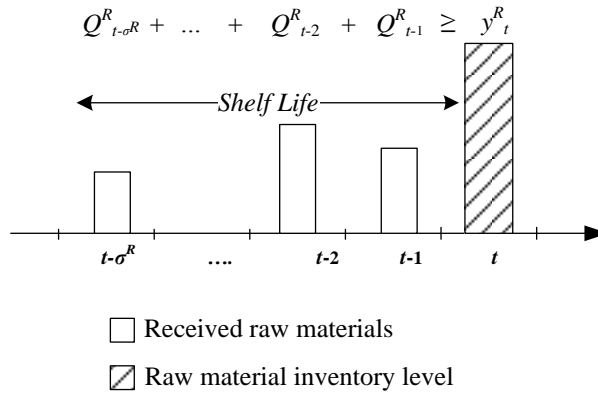 Q^R_{t-σ^R} + ... + Q^R_{t-2} + Q^R_{t-1} ≥ y^R_t
Shelf Life
t-σ^R .... t-2 t-1 t
Received raw materials
Raw material inventory level